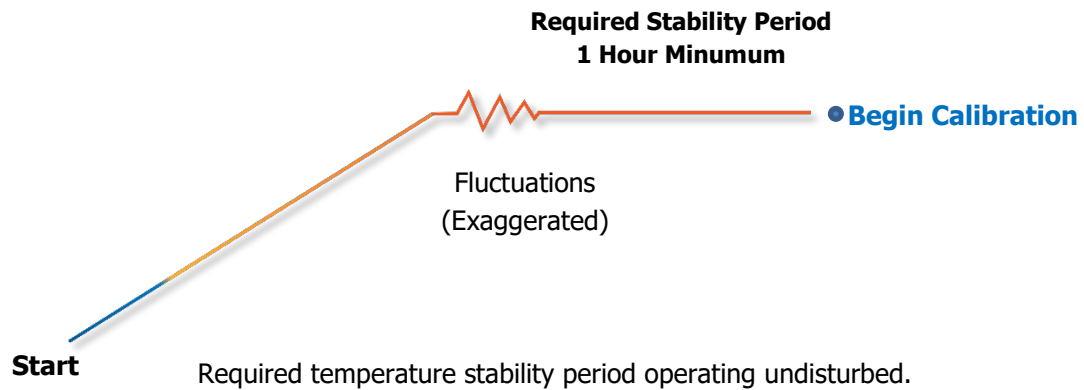 Required Stability Period
1 Hour Minumum
Begin Calibration
Fluctuations
(Exaggerated)
Start
Required temperature stability period operating undisturbed.